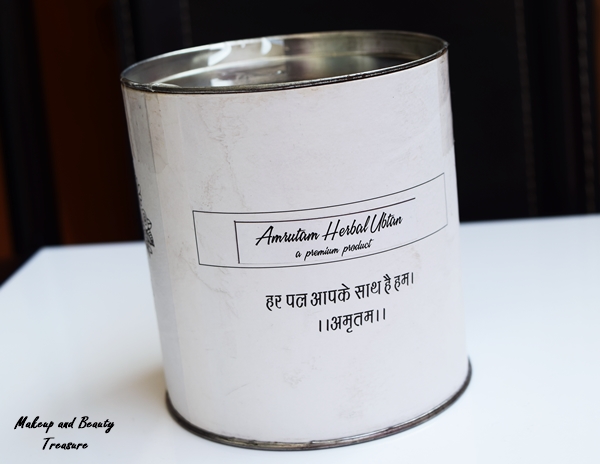 Amrutam Herbal Ubtan
a premium product
हर पल आपके साथ है हम।
।।अमृतम।।
Makeup and Beauty
Treasure